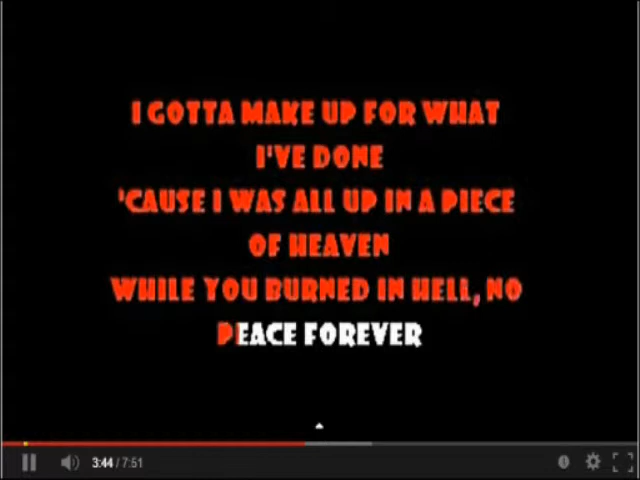 I GOTTA MAKE UP FOR WHAT
I'VE DONE
'CAUSE I WAS ALL UP IN A PIECE
OF HEAVEN
WHILE YOU BURNED IN HELL, NO
PEACE FOREVER
3:44 / 7:51